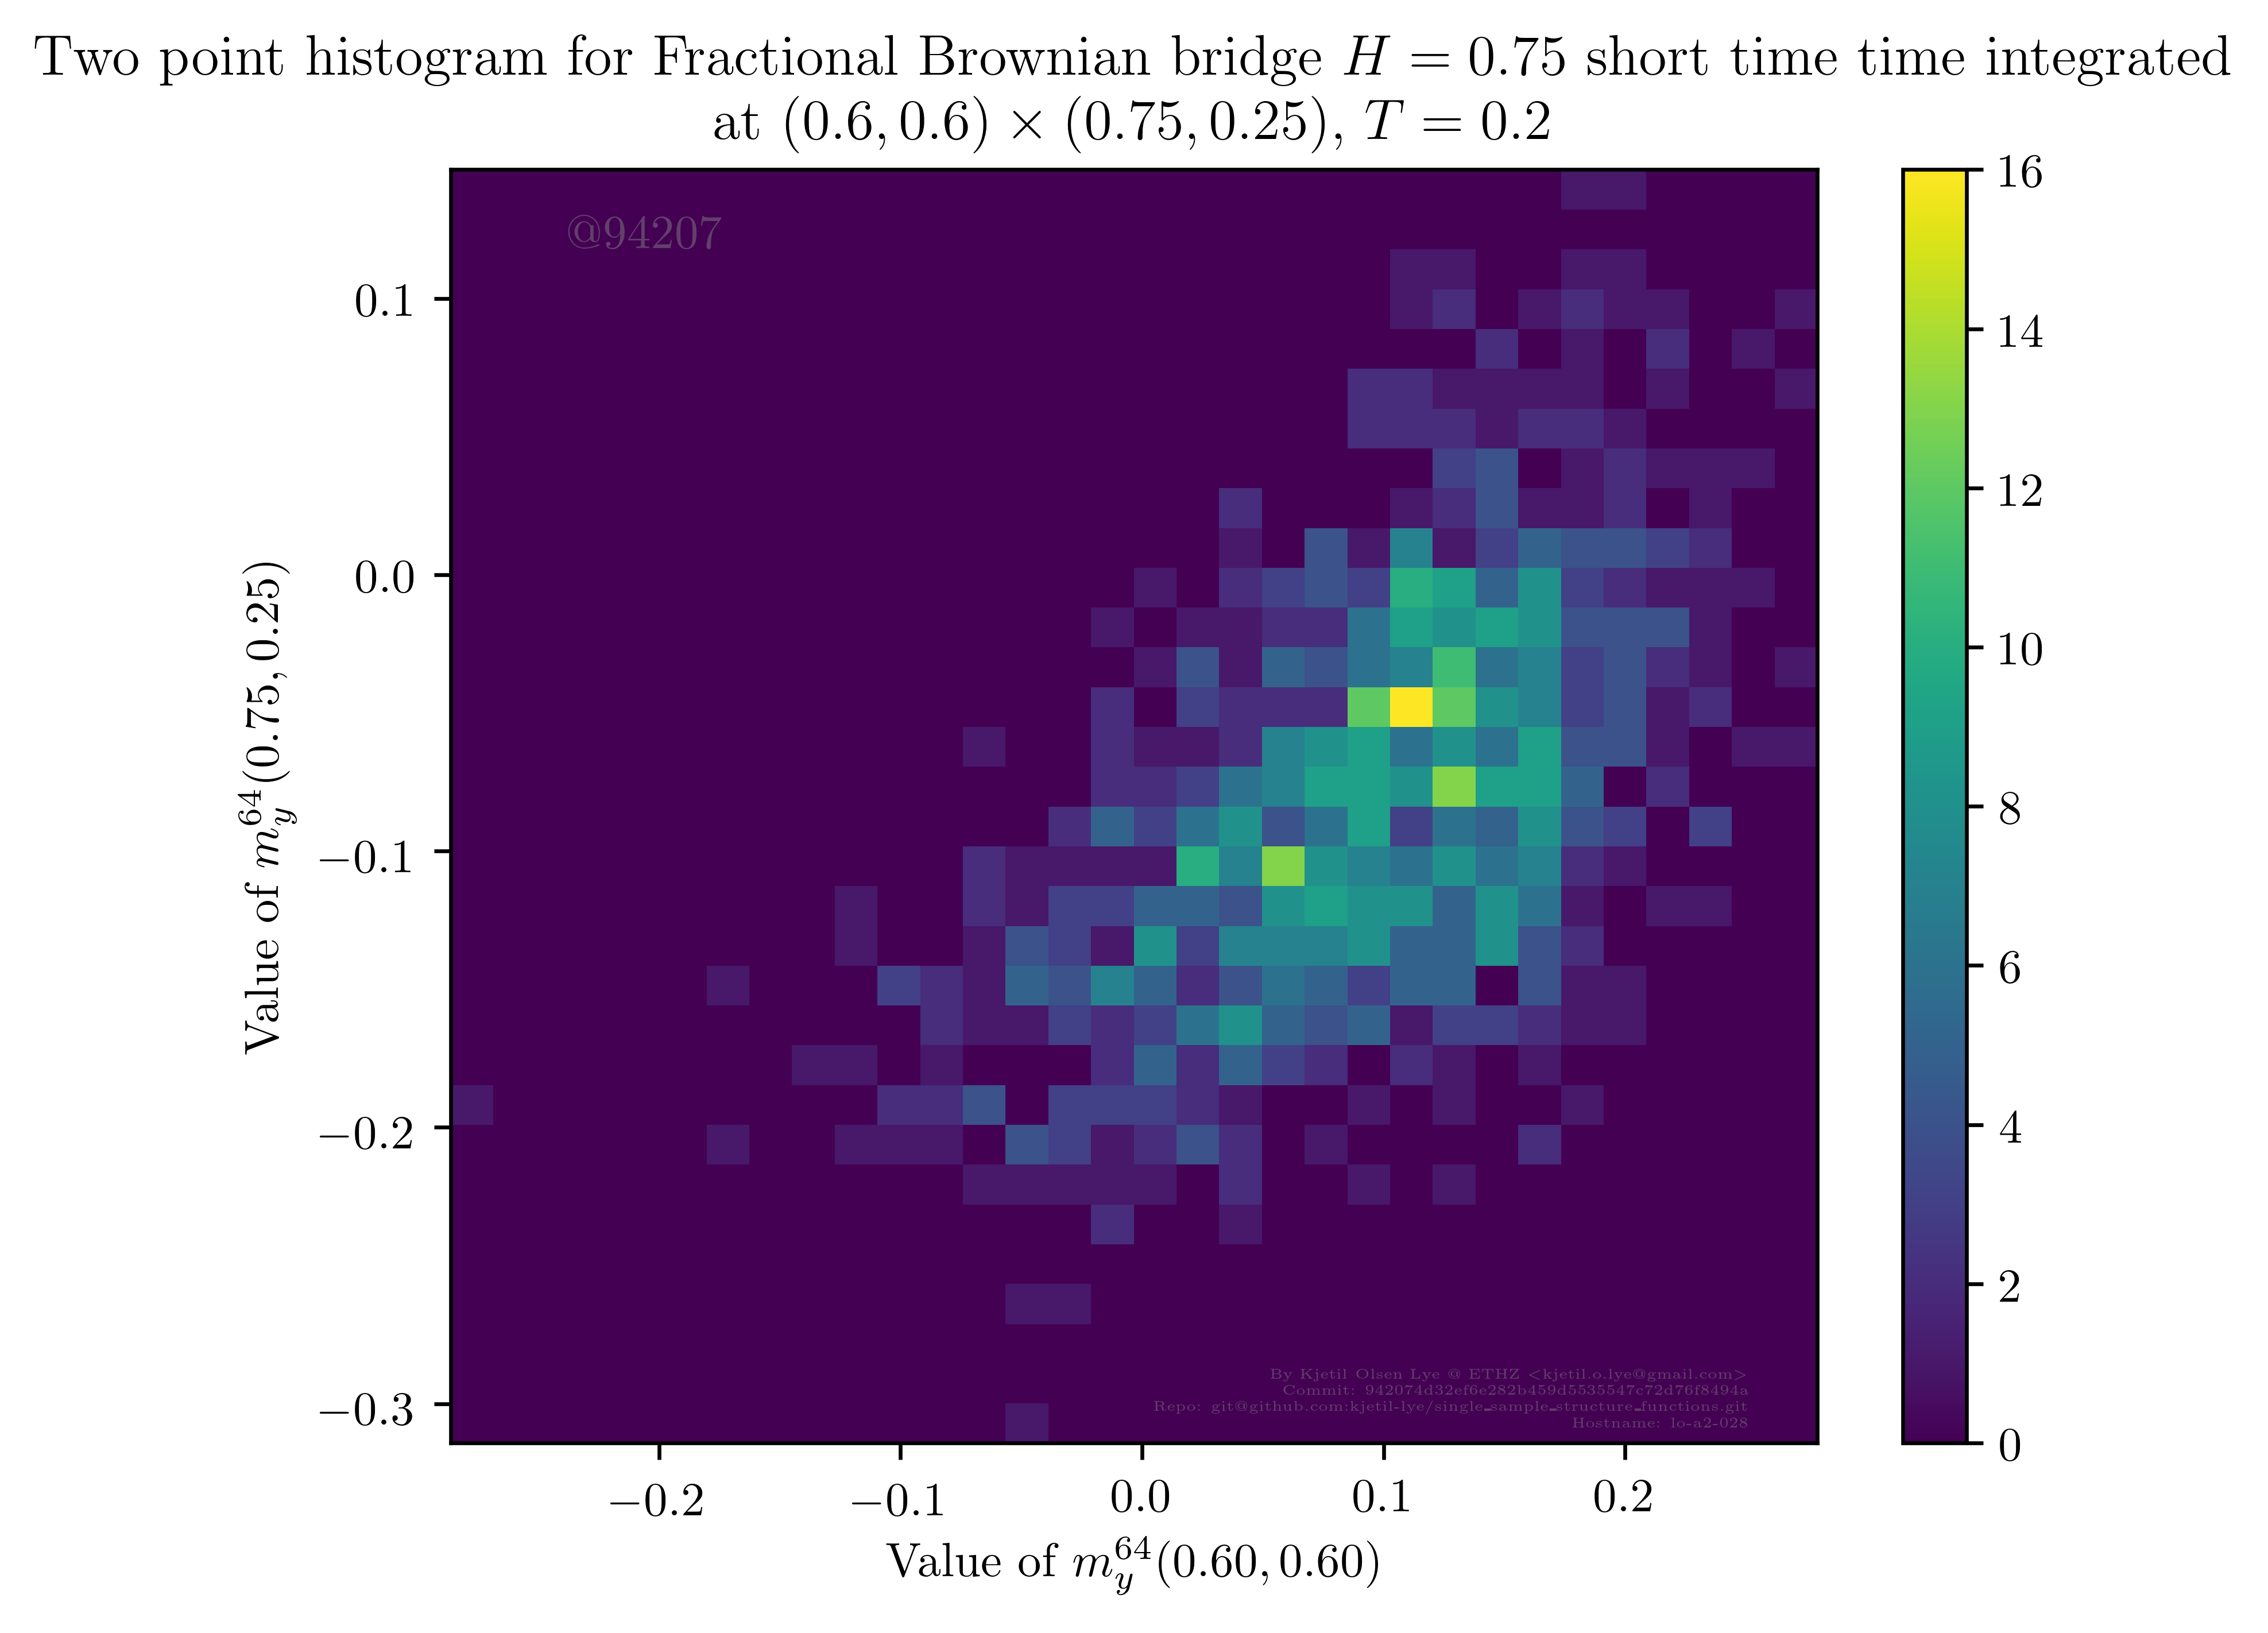 Two point histogram for Fractional Brownian bridge H = 0.75 short time time integrated
at (0.6, 0.6) × (0.75, 0.25), T = 0.2
@94207
16
14
12
10
8
6
4
2
0
0.1
0.0
−0.1
−0.2
−0.3
Value of m_y^{64}(0.75, 0.25)
By Kjetil Olsen Lye @ ETHZ <kjetil.o.lye@gmail.com>
Commit: 942074d32ef6e282b459d5535547c72d76f8494a
Repo: git@github.com:kjetil-lye/single_sample_structure_functions.git
Hostname: lo-a2-028
−0.2 −0.1 0.0 0.1 0.2
Value of m_y^{64}(0.60, 0.60)